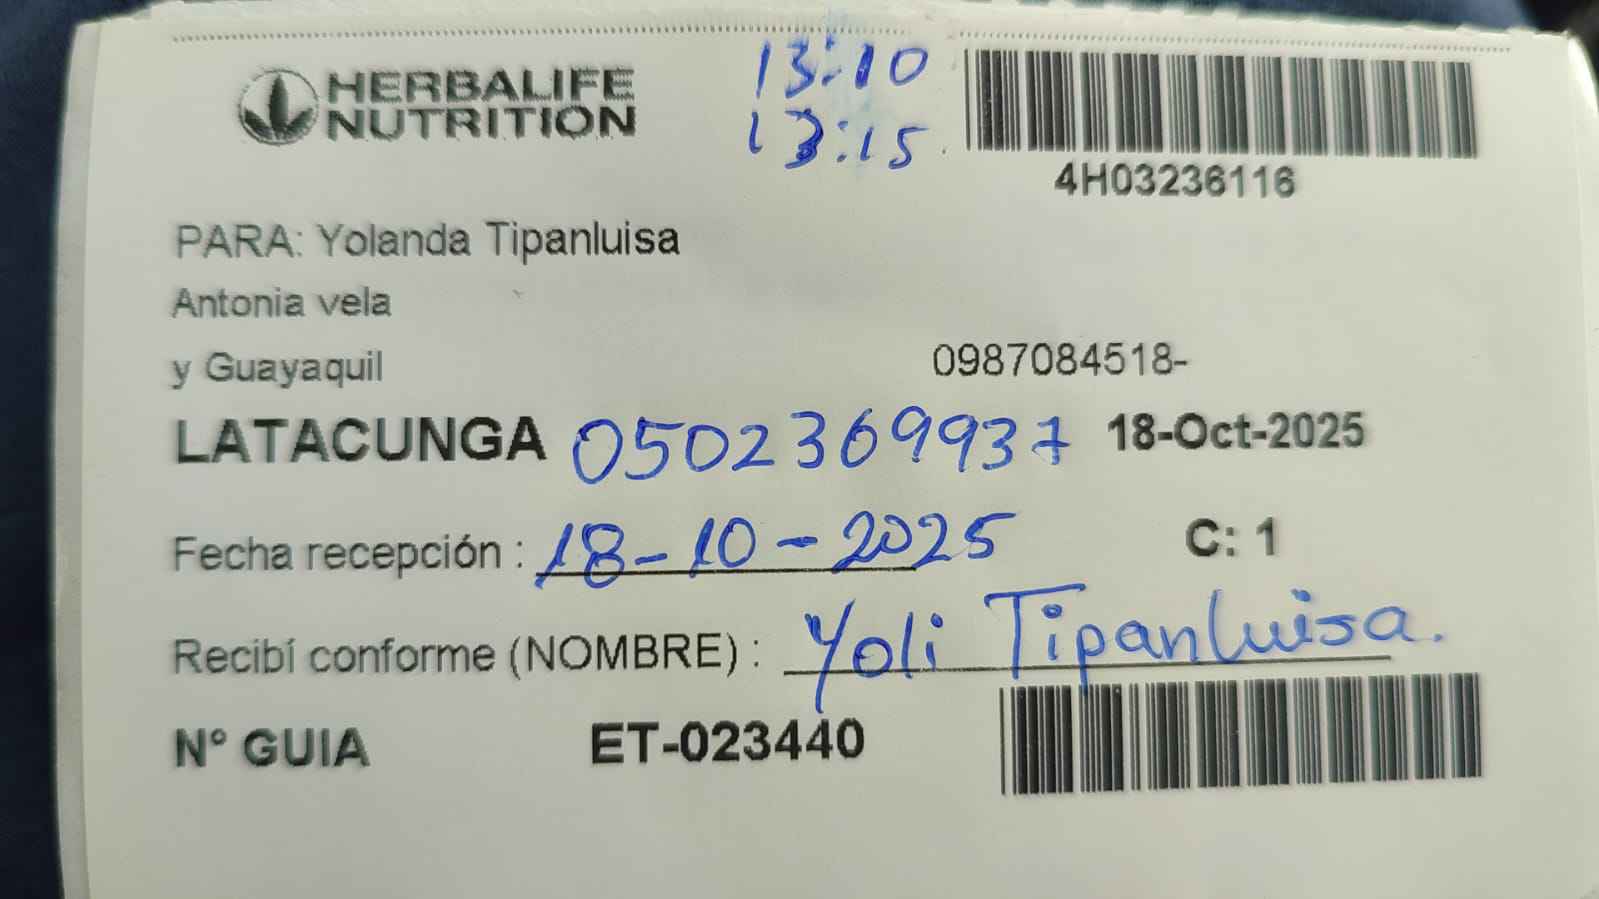 HERBALIFE
NUTRITION
13:10
13:15
4H03236116
PARA: Yolanda Tipanluisa
Antonia vela
y Guayaquil
0987084518-
LATACUNGA 0502369937 18-Oct-2025
Fecha recepción : 18-10-2025 C: 1
Recibí conforme (NOMBRE) : Yoli Tipanluisa.
N° GUIA ET-023440